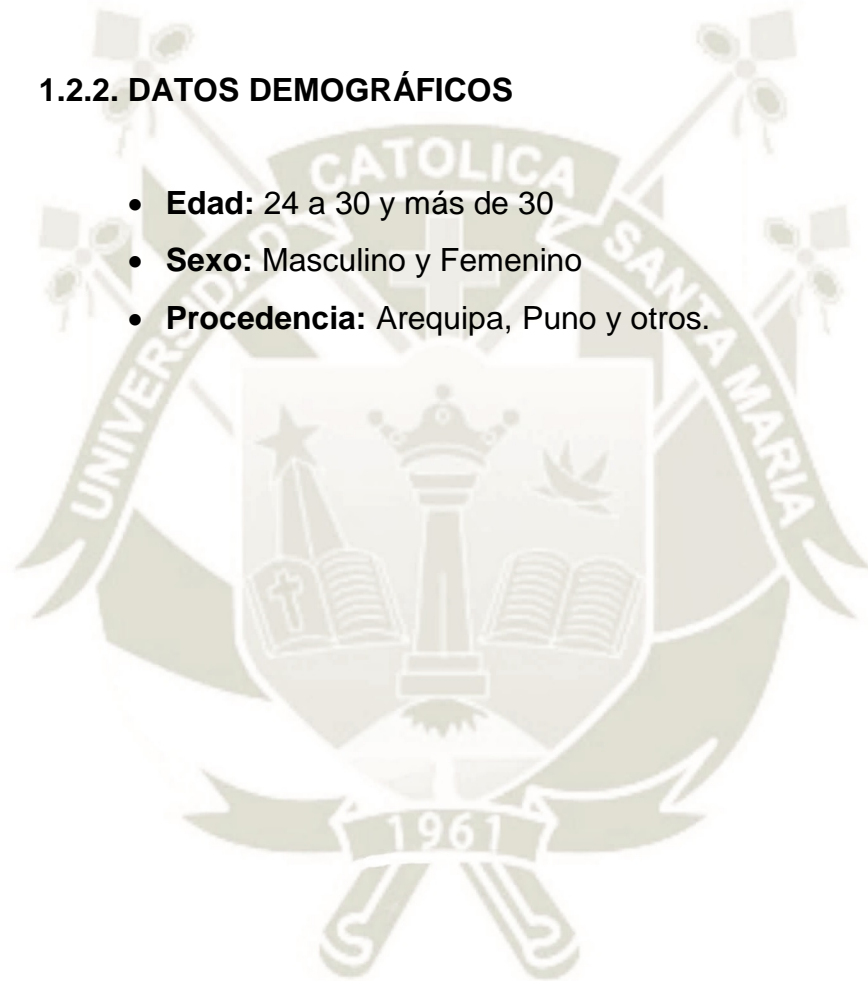 1.2.2. DATOS DEMOGRÁFICOS
• Edad: 24 a 30 y más de 30
• Sexo: Masculino y Femenino
• Procedencia: Arequipa, Puno y otros.
UNIVERSIDAD CATOLICA SANTA MARIA
1961